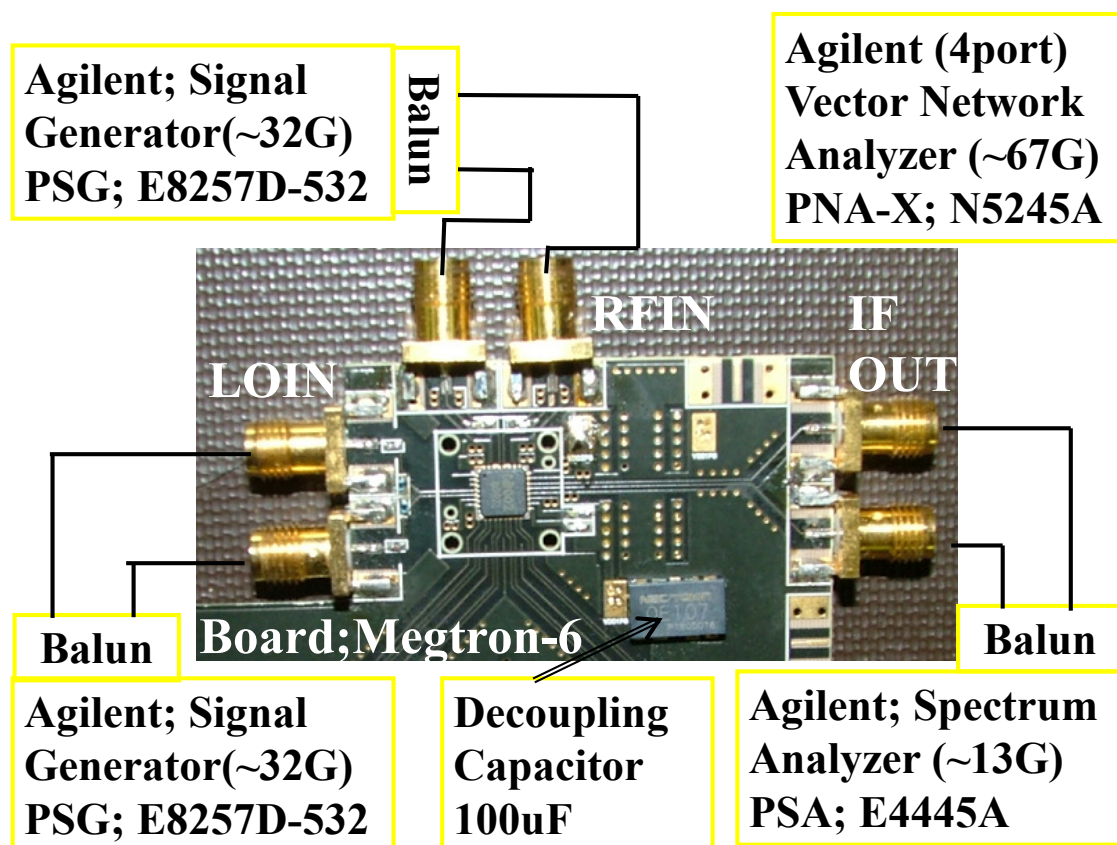 Agilent; Signal
Generator(~32G)
PSG; E8257D-532
Balun
Agilent (4port)
Vector Network
Analyzer (~67G)
PNA-X; N5245A
RFIN
IF
OUT
LOIN
Board;Megtron-6
Balun
Agilent; Signal
Generator(~32G)
PSG; E8257D-532
Decoupling
Capacitor
100uF
Balun
Agilent; Spectrum
Analyzer (~13G)
PSA; E4445A